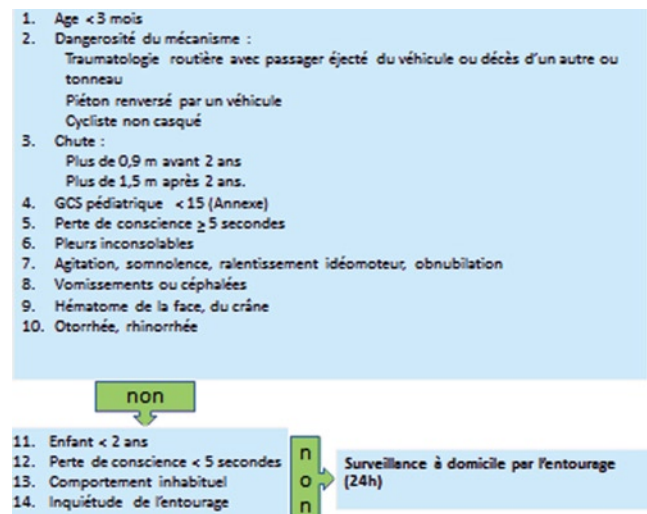 1. Age < 3 mois
2. Dangerosité du mécanisme :
Traumatologie routière avec passager éjecté du véhicule ou décès d'un autre ou
tonneau
Piéton renversé par un véhicule
Cycliste non casqué
3. Chute :
Plus de 0,9 m avant 2 ans
Plus de 1,5 m après 2 ans.
4. GCS pédiatrique < 15 (Annexe)
5. Perte de conscience ≥ 5 secondes
6. Pleurs inconsolables
7. Agitation, somnolence, ralentissement idéomoteur, obnubilation
8. Vomissements ou céphalées
9. Hématome de la face, du crâne
10. Otorrhée, rhinorrhée
non
11. Enfant < 2 ans
12. Perte de conscience < 5 secondes
13. Comportement inhabituel
14. Inquiétude de l'entourage
n
o
n
Surveillance à domicile par l'entourage
(24h)